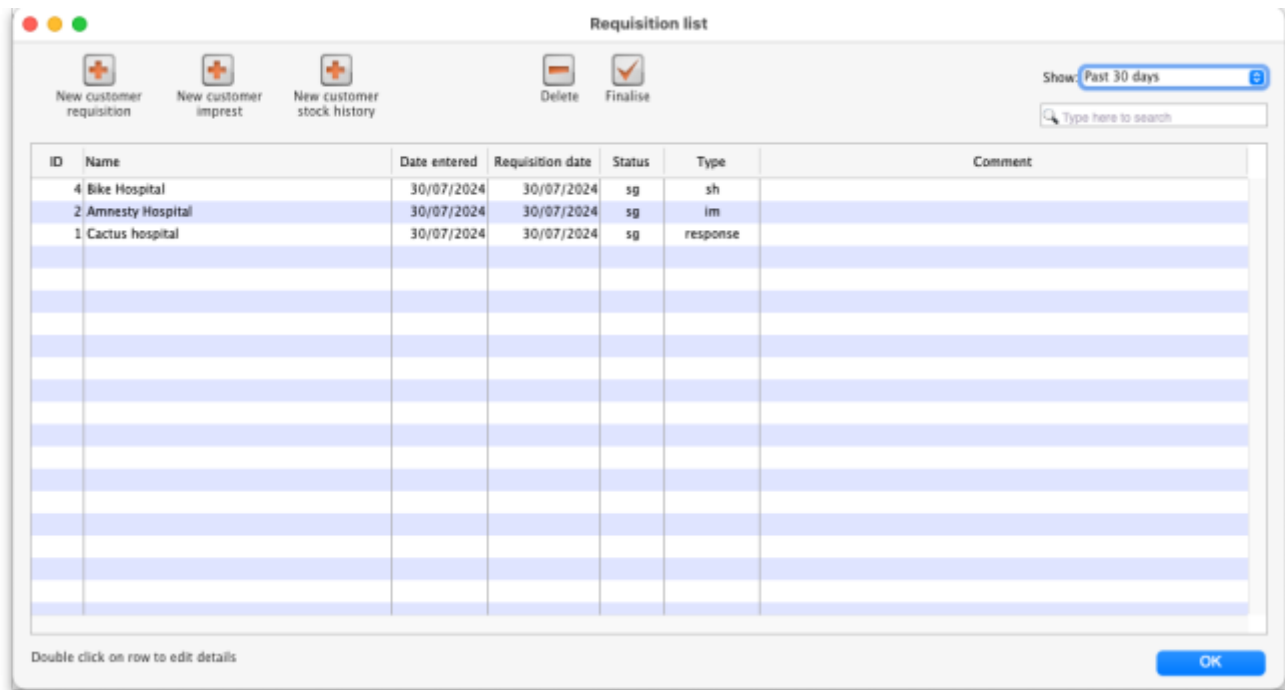 Requisition list
New customer requisition
New customer imprest
New customer stock history
Delete
Finalise
Show: Past 30 days
Type here to search
ID Name Date entered Requisition date Status Type Comment
4 Bike Hospital 30/07/2024 30/07/2024 sg sh
2 Amnesty Hospital 30/07/2024 30/07/2024 sg im
1 Cactus hospital 30/07/2024 30/07/2024 sg response
Double click on row to edit details
OK